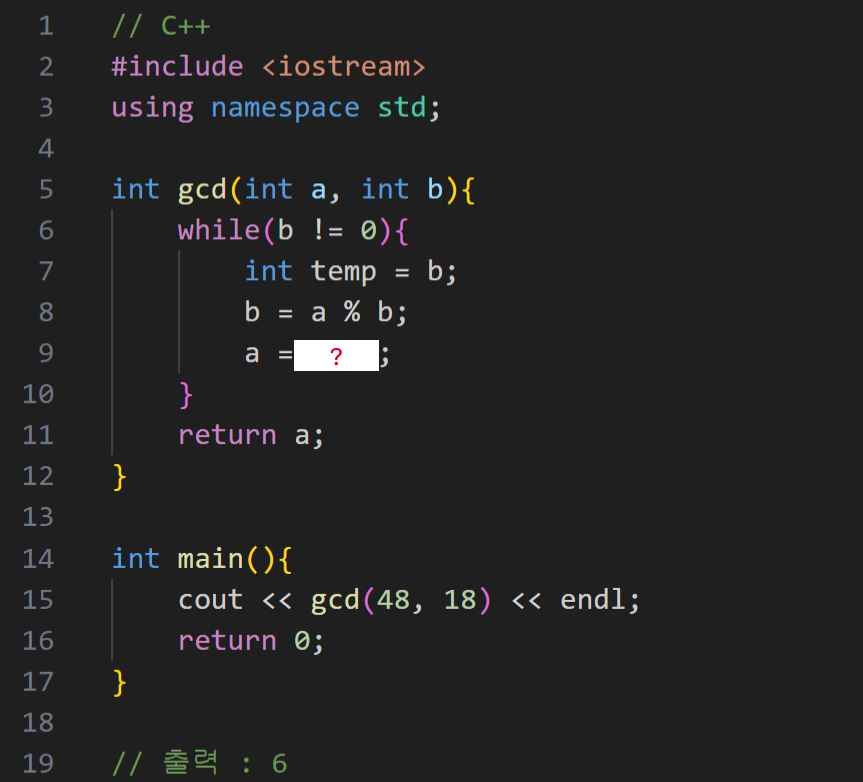 1 // C++
2 #include <iostream>
3 using namespace std;
4
5 int gcd(int a, int b){
6     while(b != 0){
7         int temp = b;
8         b = a % b;
9         a = ? ;
10     }
11     return a;
12 }
13
14 int main(){
15     cout << gcd(48, 18) << endl;
16     return 0;
17 }
18
19 // 출력 : 6